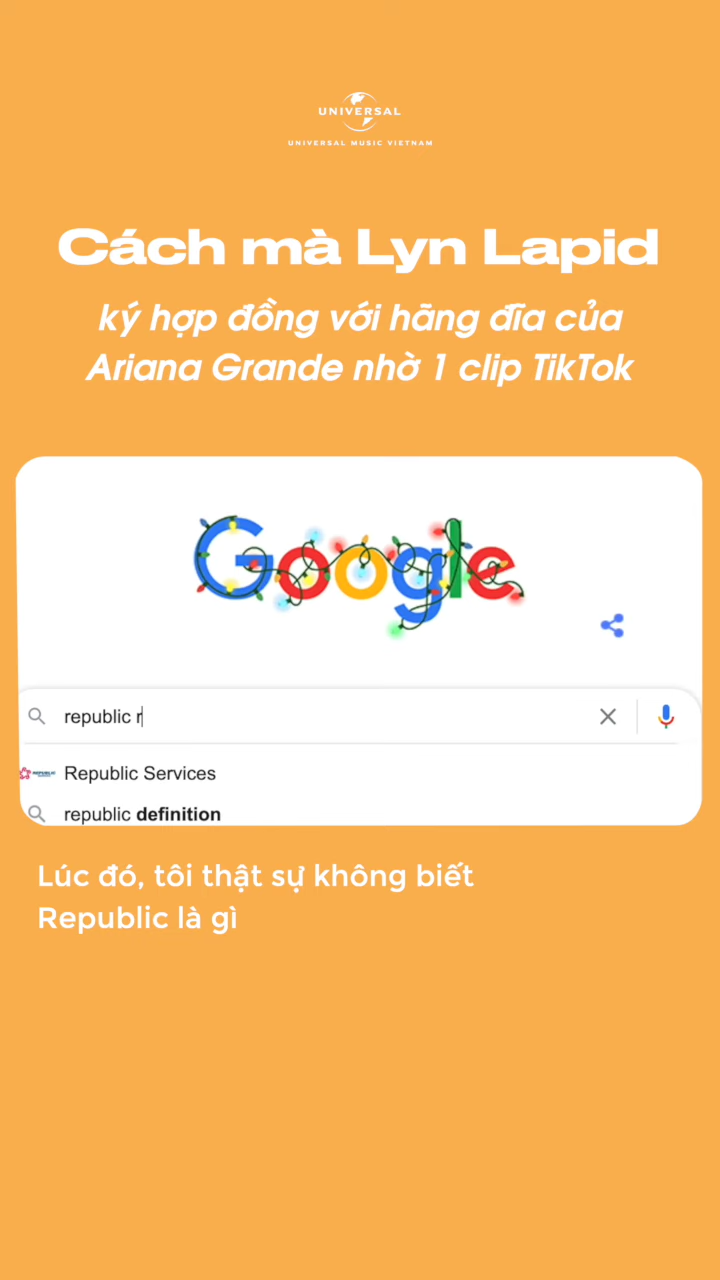 UNIVERSAL
UNIVERSAL MUSIC VIETNAM
Cách mà Lyn Lapid
ký hợp đồng với hãng đĩa của
Ariana Grande nhờ 1 clip TikTok
Google
republic r
REPUBLIC
Republic Services
republic definition
Lúc đó, tôi thật sự không biết
Republic là gì